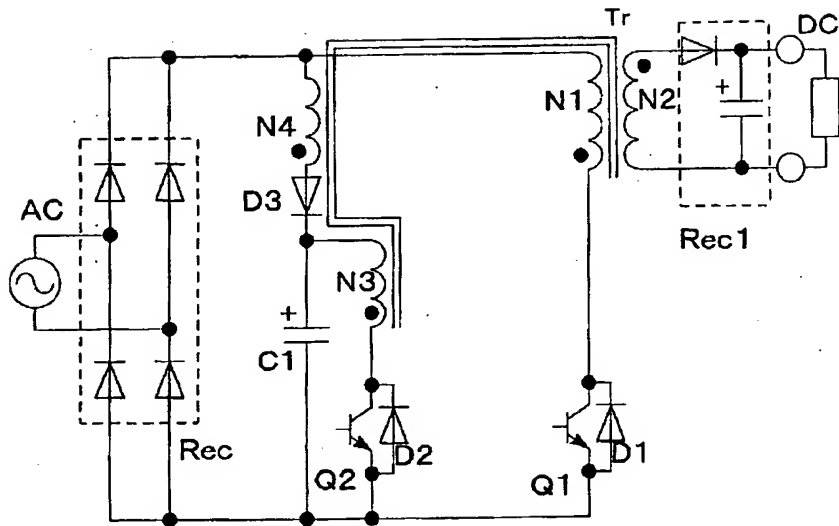 Tr
DC
+
N1
N2
N4
D3
AC
Rec1
N3
+
C1
Rec
Q2
D2
Q1
D1